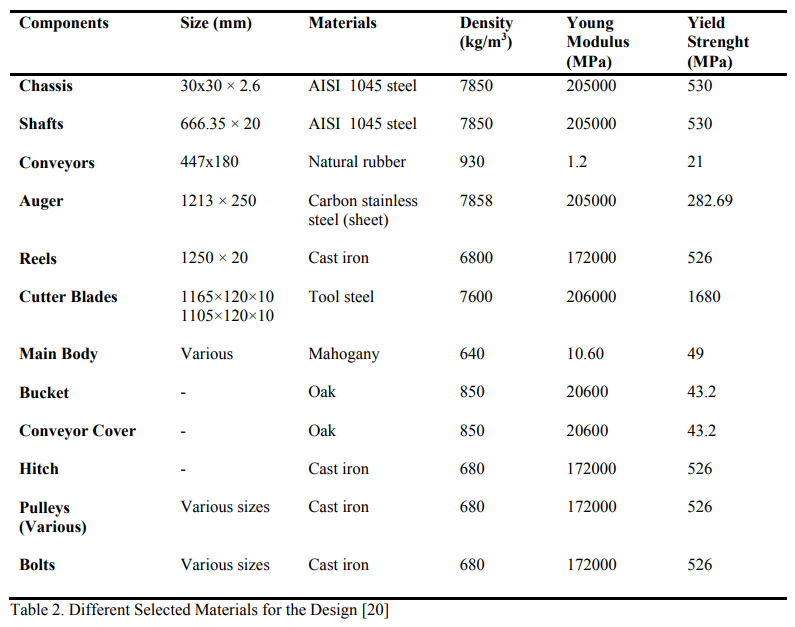 Components Size (mm) Materials Density (kg/m³) Young Modulus (MPa) Yield Strenght (MPa)
Chassis 30x30 × 2.6 AISI 1045 steel 7850 205000 530
Shafts 666.35 × 20 AISI 1045 steel 7850 205000 530
Conveyors 447x180 Natural rubber 930 1.2 21
Auger 1213 × 250 Carbon stainless steel (sheet) 7858 205000 282.69
Reels 1250 × 20 Cast iron 6800 172000 526
Cutter Blades 1165×120×10 1105×120×10 Tool steel 7600 206000 1680
Main Body Various Mahogany 640 10.60 49
Bucket - Oak 850 20600 43.2
Conveyor Cover - Oak 850 20600 43.2
Hitch - Cast iron 680 172000 526
Pulleys (Various) Various sizes Cast iron 680 172000 526
Bolts Various sizes Cast iron 680 172000 526
Table 2. Different Selected Materials for the Design [20]